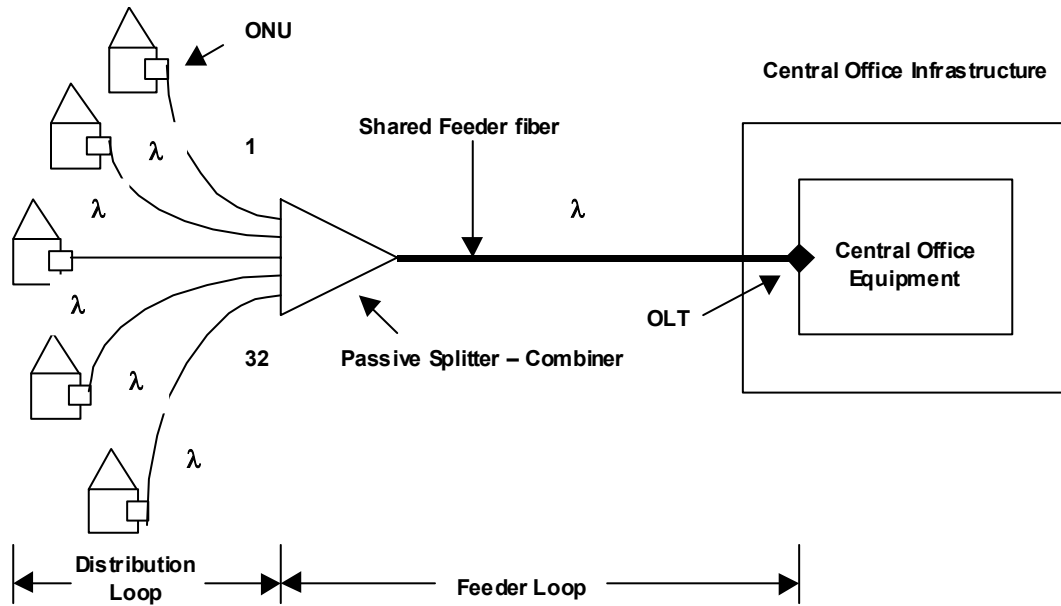 ONU
Central Office Infrastructure
Shared Feeder fiber
1
λ
λ
λ
λ
Central Office
Equipment
OLT
λ
32
Passive Splitter – Combiner
λ
λ
Distribution
Loop
Feeder Loop